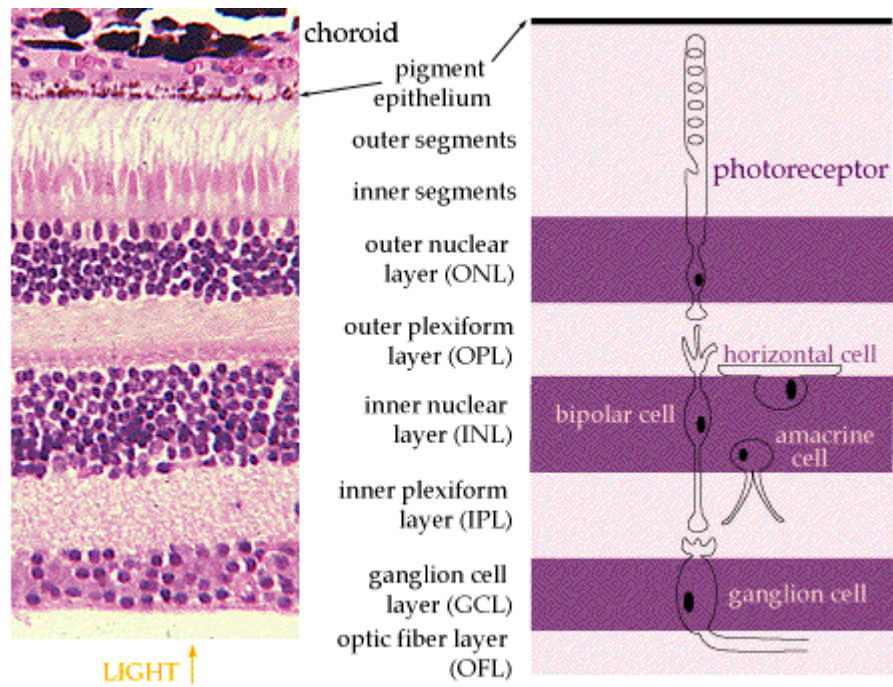 choroid
pigment
epithelium
outer segments
inner segments
outer nuclear
layer (ONL)
outer plexiform
layer (OPL)
inner nuclear
layer (INL)
inner plexiform
layer (IPL)
ganglion cell
layer (GCL)
optic fiber layer
(OFL)
LIGHT
photoreceptor
horizontal cell
bipolar cell
amacrine
cell
ganglion cell